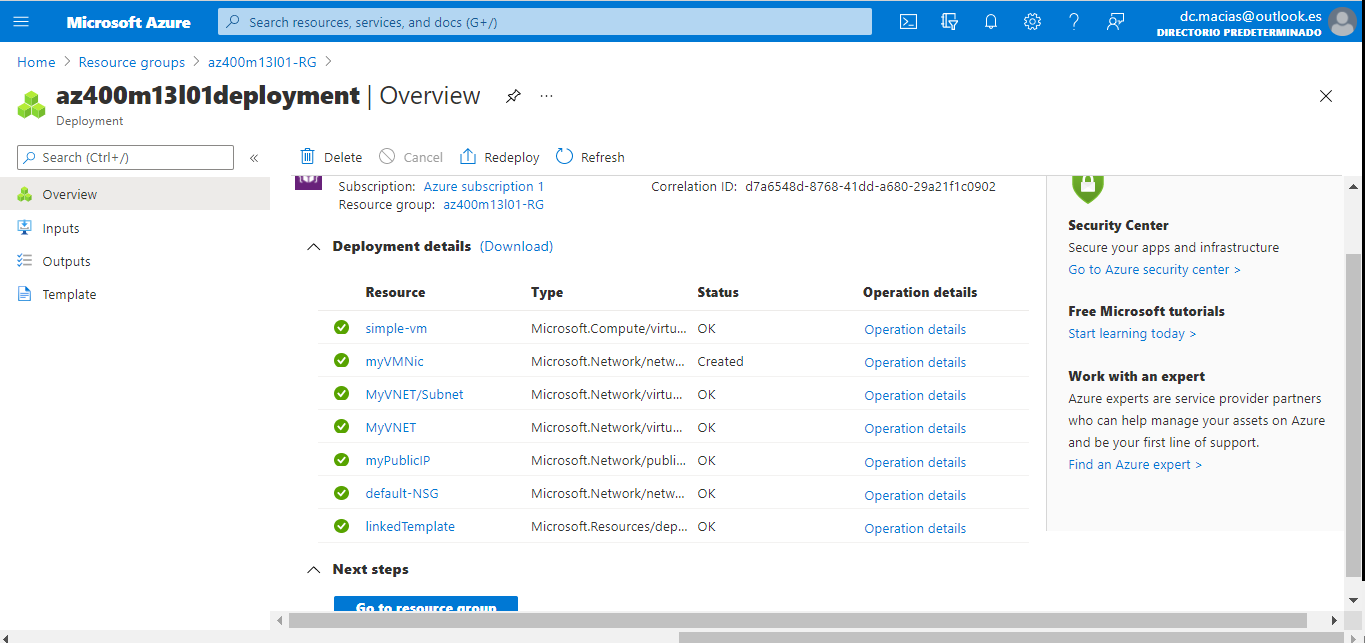 Microsoft Azure
Search resources, services, and docs (G+/)
dc.macias@outlook.es
DIRECTORIO PREDETERMINADO
Home > Resource groups > az400m13l01-RG >
az400m13l01deployment | Overview
Deployment
Search (Ctrl+/)
Delete Cancel Redeploy Refresh
Overview
Inputs
Outputs
Template
Subscription: Azure subscription 1 Correlation ID: d7a6548d-8768-41dd-a680-29a21f1c0902
Resource group: az400m13l01-RG
Deployment details (Download)
Resource Type Status Operation details
simple-vm Microsoft.Compute/virtu... OK Operation details
myVMNic Microsoft.Network/netw... Created Operation details
MyVNET/Subnet Microsoft.Network/virtu... OK Operation details
MyVNET Microsoft.Network/virtu... OK Operation details
myPublicIP Microsoft.Network/publi... OK Operation details
default-NSG Microsoft.Network/netw... OK Operation details
linkedTemplate Microsoft.Resources/dep... OK Operation details
Next steps
Go to resource group
Security Center
Secure your apps and infrastructure
Go to Azure security center >
Free Microsoft tutorials
Start learning today >
Work with an expert
Azure experts are service provider partners
who can help manage your assets on Azure
and be your first line of support.
Find an Azure expert >